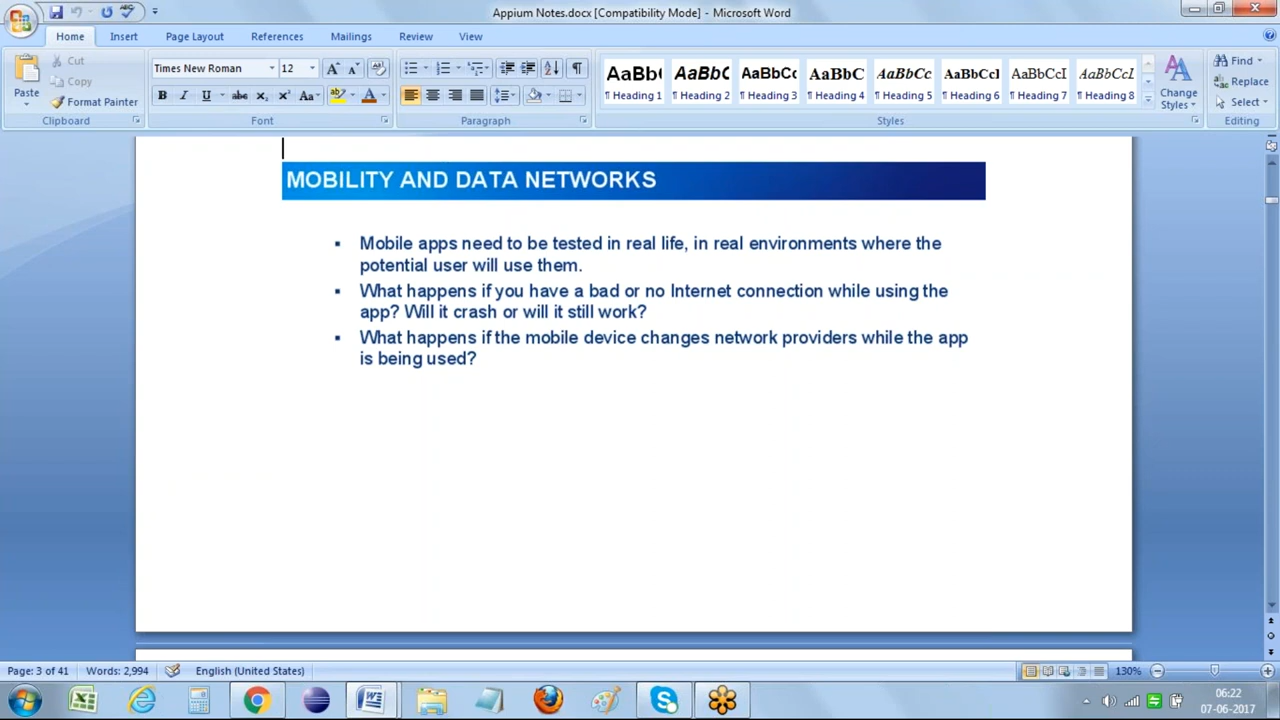 Appium Notes.docx [Compatibility Mode] - Microsoft Word
Home Insert Page Layout References Mailings Review View
Paste Cut Copy Format Painter
Times New Roman 12
AaBb( AaBbC AaBbCc AaBbC AaBbCc AaBbCcI AaBbCcI AaBbCcL
¶ Heading 1 ¶ Heading 2 ¶ Heading 3 ¶ Heading 4 ¶ Heading 5 ¶ Heading 6 ¶ Heading 7 ¶ Heading 8
Change Styles
Find
Replace
Select
Clipboard Font Paragraph Styles Editing
MOBILITY AND DATA NETWORKS
▪ Mobile apps need to be tested in real life, in real environments where the
potential user will use them.
▪ What happens if you have a bad or no Internet connection while using the
app? Will it crash or will it still work?
▪ What happens if the mobile device changes network providers while the app
is being used?
Page: 3 of 41 Words: 2,994 English (United States) 130%
06:22
07-06-2017